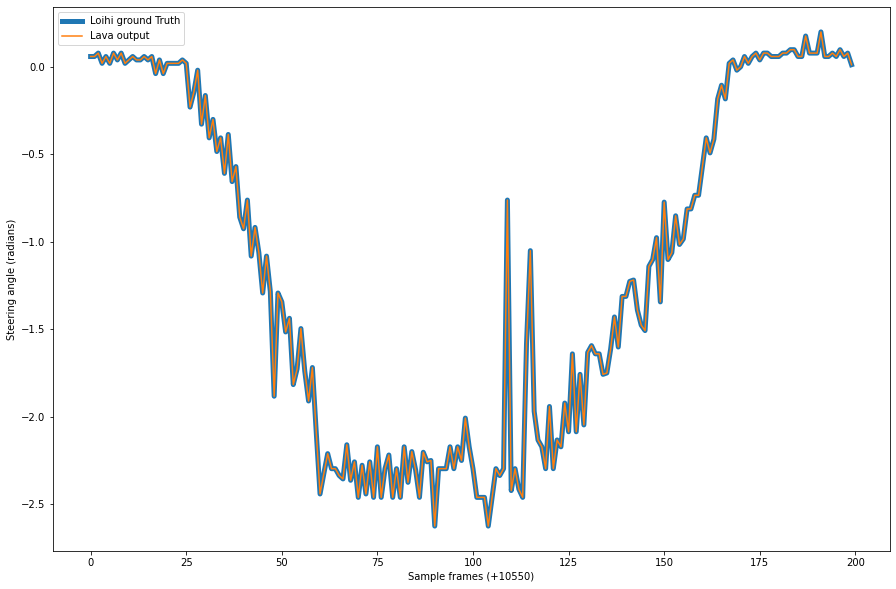 Loihi ground Truth
Lava output
0.0
−0.5
−1.0
−1.5
−2.0
−2.5
Steering angle (radians)
0 25 50 75 100 125 150 175 200
Sample frames (+10550)